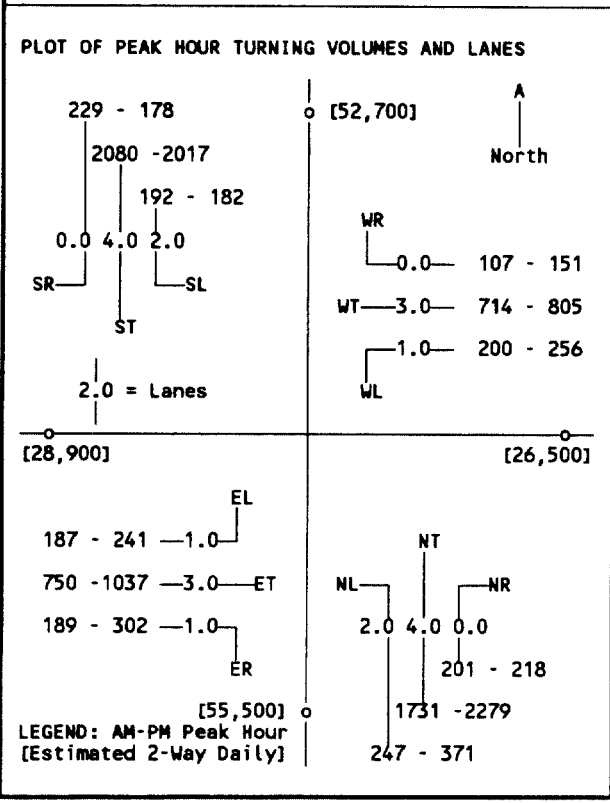 PLOT OF PEAK HOUR TURNING VOLUMES AND LANES
229 - 178
[52,700]
A
2080 -2017
North
192 - 182
WR
0.0 4.0 2.0
0.0 107 - 151
SR
SL
WT 3.0 714 - 805
ST
1.0 200 - 256
2.0 = Lanes
WL
[28,900]
[26,500]
EL
187 - 241 1.0
NT
750 -1037 3.0 ET
NL
NR
189 - 302 1.0
2.0 4.0 0.0
ER
201 - 218
[55,500]
1731 -2279
LEGEND: AM-PM Peak Hour
[Estimated 2-Way Daily]
247 - 371